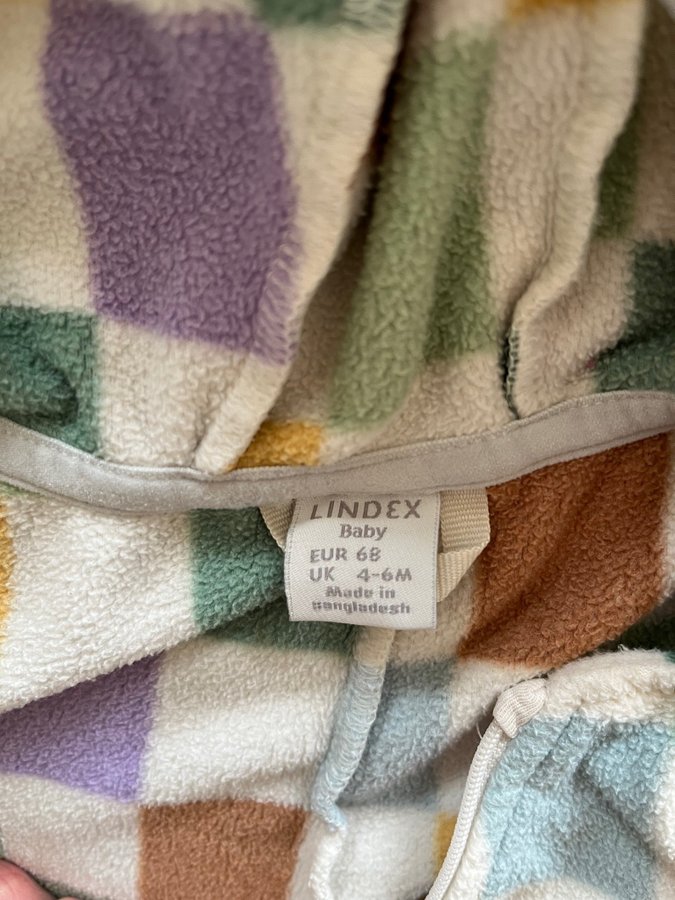 LINDEX
Baby
EUR 68
UK 4-6M
Made in
Bangladesh